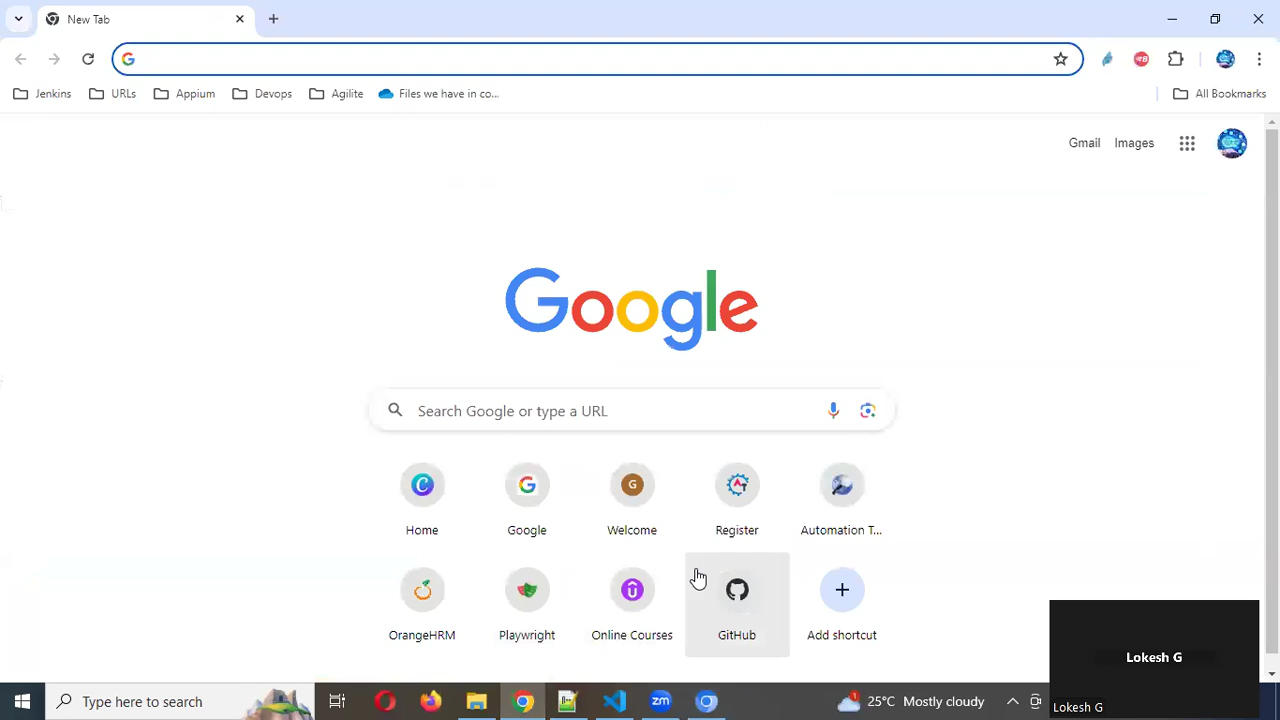 New Tab
Jenkins URLs Appium Devops Agilite Files we have in co... All Bookmarks
Gmail Images
Google
Search Google or type a URL
Home Google Welcome Register Automation T...
G
OrangeHRM Playwright Online Courses GitHub Add shortcut
Lokesh G
Lokesh G
Type here to search
zm
1
25°C Mostly cloudy